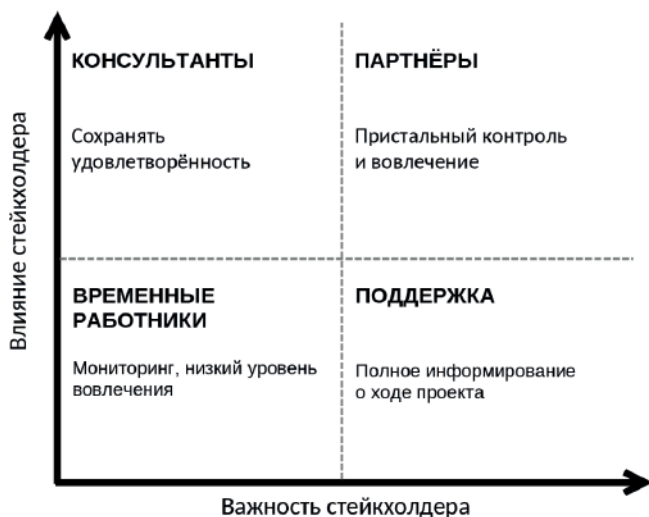 Влияние стейкхолдера
КОНСУЛЬТАНТЫ
Сохранять
удовлетворённость
ПАРТНЁРЫ
Пристальный контроль
и вовлечение
ВРЕМЕННЫЕ
РАБОТНИКИ
Мониторинг, низкий уровень
вовлечения
ПОДДЕРЖКА
Полное информирование
о ходе проекта
Важность стейкхолдера